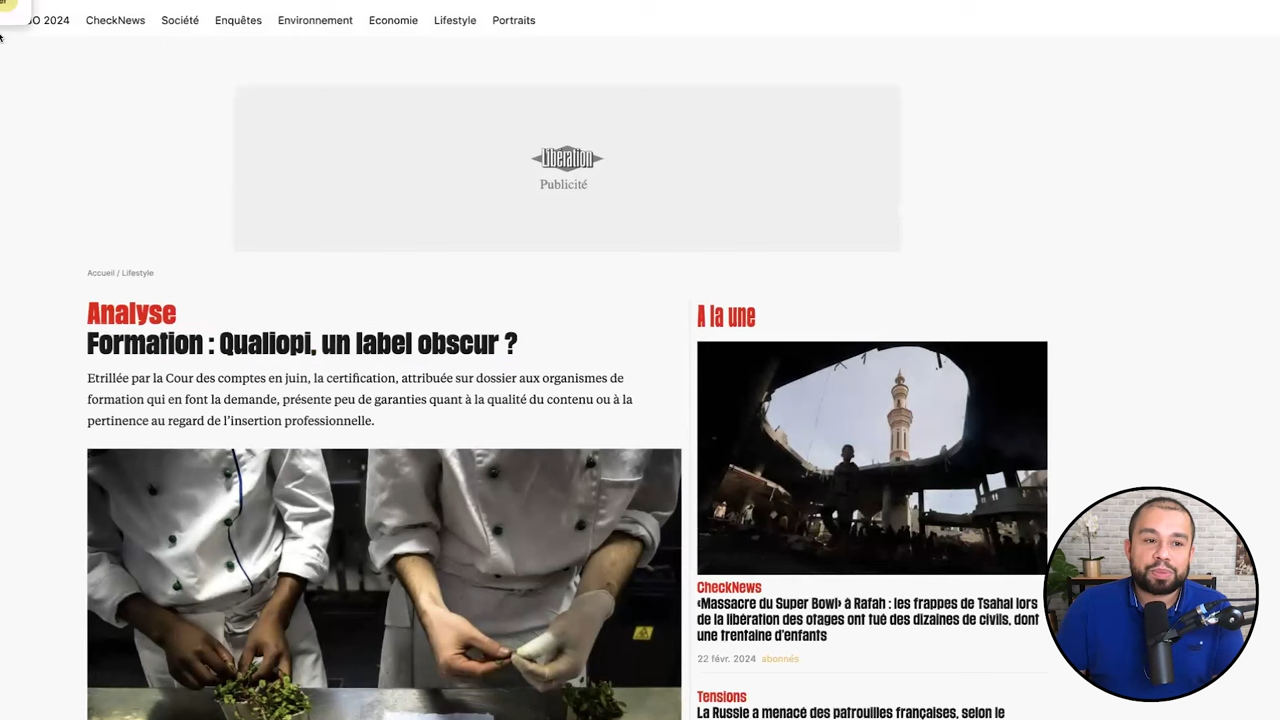 JO 2024 CheckNews Société Enquêtes Environnement Economie Lifestyle Portraits
Libération
Publicité
Accueil / Lifestyle
Analyse
Formation : Qualiopi, un label obscur ?
Etrillée par la Cour des comptes en juin, la certification, attribuée sur dossier aux organismes de
formation qui en font la demande, présente peu de garanties quant à la qualité du contenu ou à la
pertinence au regard de l’insertion professionnelle.
A la une
CheckNews
«Massacre du Super Bowl» à Rafah : les frappes de Tsahal lors
de la libération des otages ont tué des dizaines de civils, dont
une trentaine d’enfants
22 févr. 2024 abonnés
Tensions
La Russie a menacé des patrouilles françaises, selon le